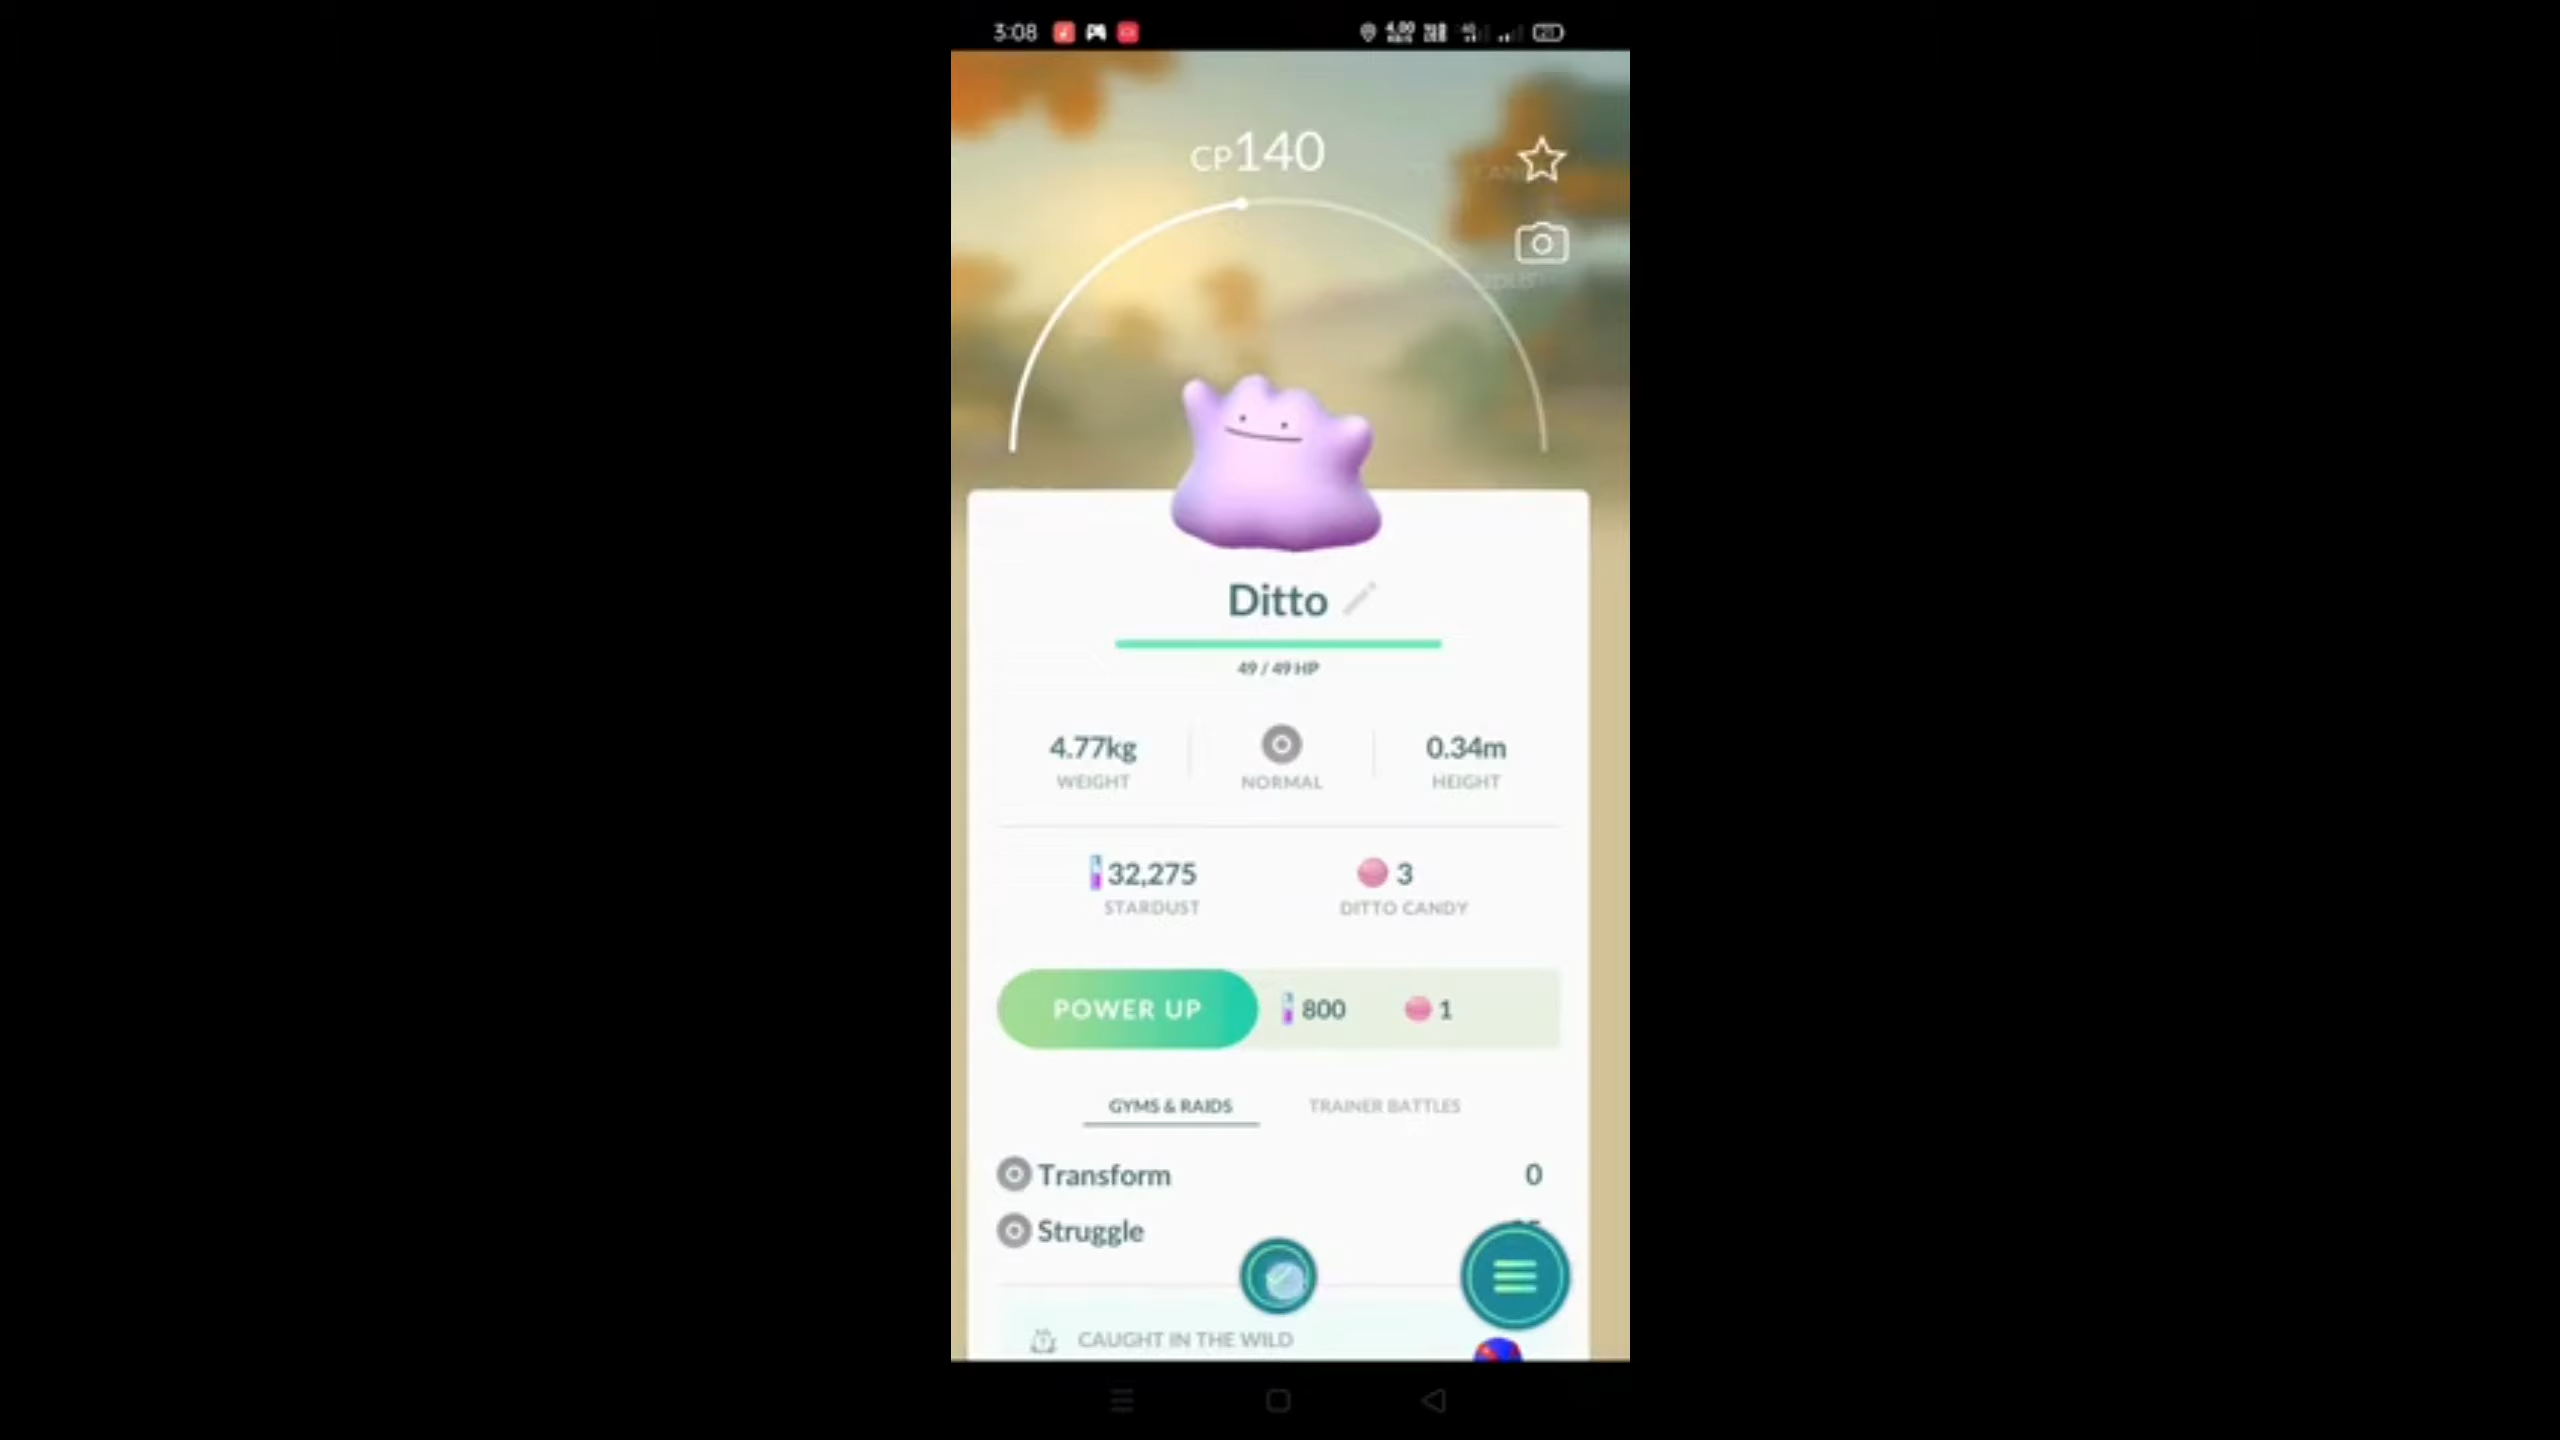 3:08
CP140
Ditto
49 / 49 HP
4.77kg
WEIGHT
NORMAL
0.34m
HEIGHT
32,275
STARDUST
3
DITTO CANDY
POWER UP
800
1
GYMS & RAIDS
TRAINER BATTLES
Transform
0
Struggle
CAUGHT IN THE WILD